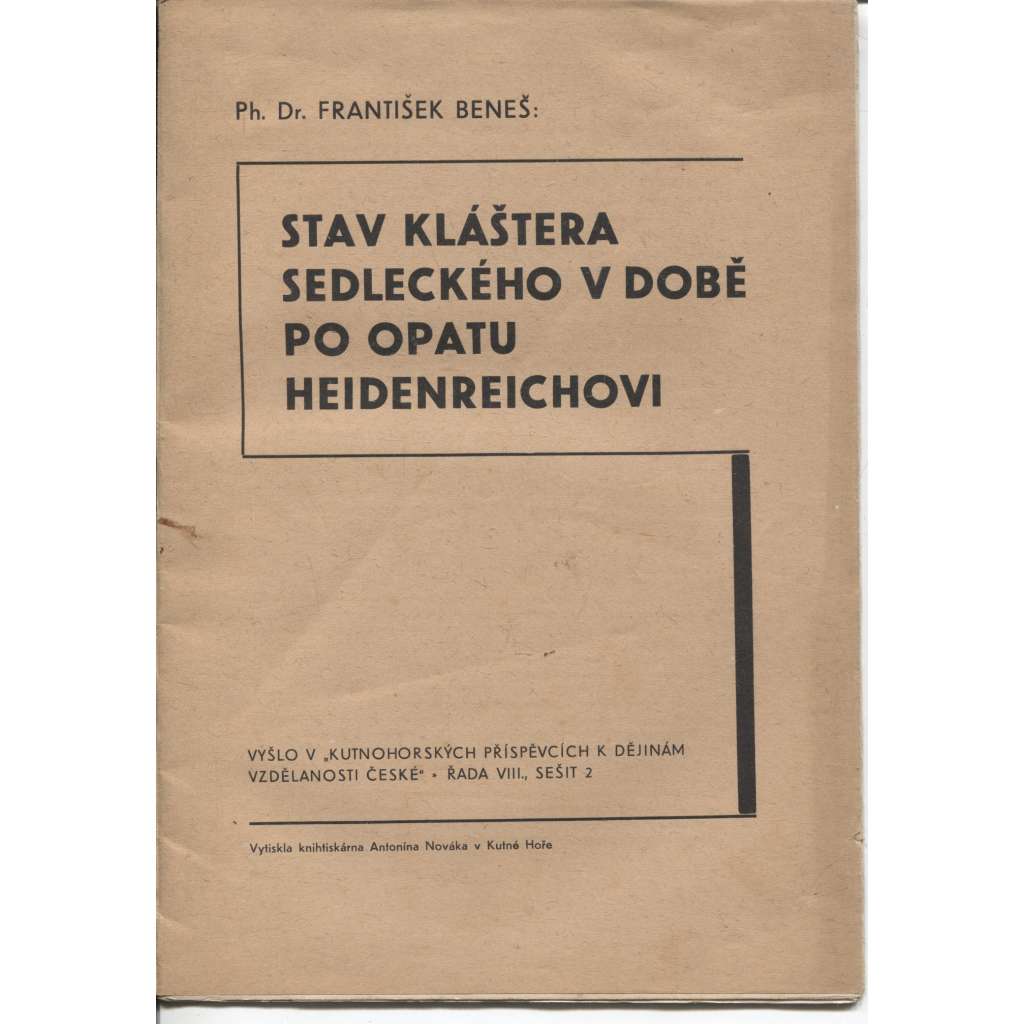 Ph. Dr. FRANTIŠEK BENEŠ:
STAV KLÁŠTERA
SEDLECKÉHO V DOBĚ
PO OPATU
HEIDENREICHOVI
VYŠLO V „KUTNOHORSKÝCH PŘÍSPĚVCÍCH K DĚJINÁM
VZDĚLANOSTI ČESKÉ“ • ŘADA VIII., SEŠIT 2
Vytiskla knihtiskárna Antonína Nováka v Kutné Hoře